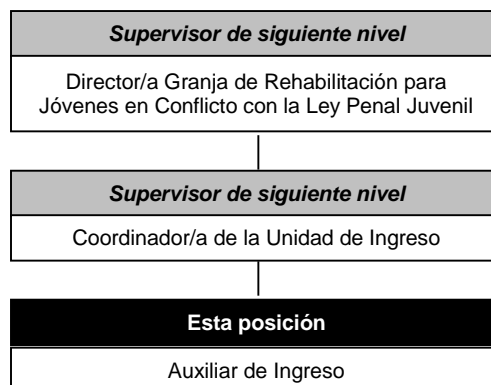 Supervisor de siguiente nivel
Director/a Granja de Rehabilitación para
Jóvenes en Conflicto con la Ley Penal Juvenil
Supervisor de siguiente nivel
Coordinador/a de la Unidad de Ingreso
Esta posición
Auxiliar de Ingreso